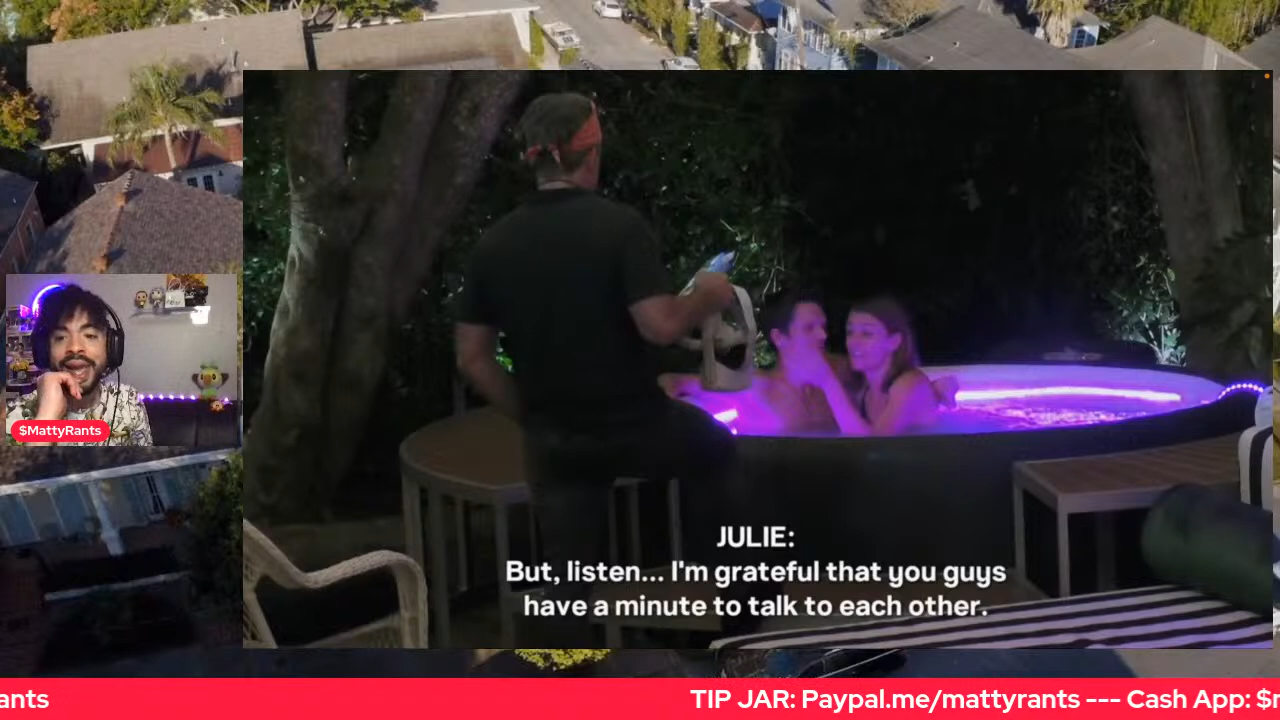 $MattyRants
JULIE:
But, listen... I'm grateful that you guys
have a minute to talk to each other.
ants
TIP JAR: Paypal.me/mattyrants --- Cash App: $